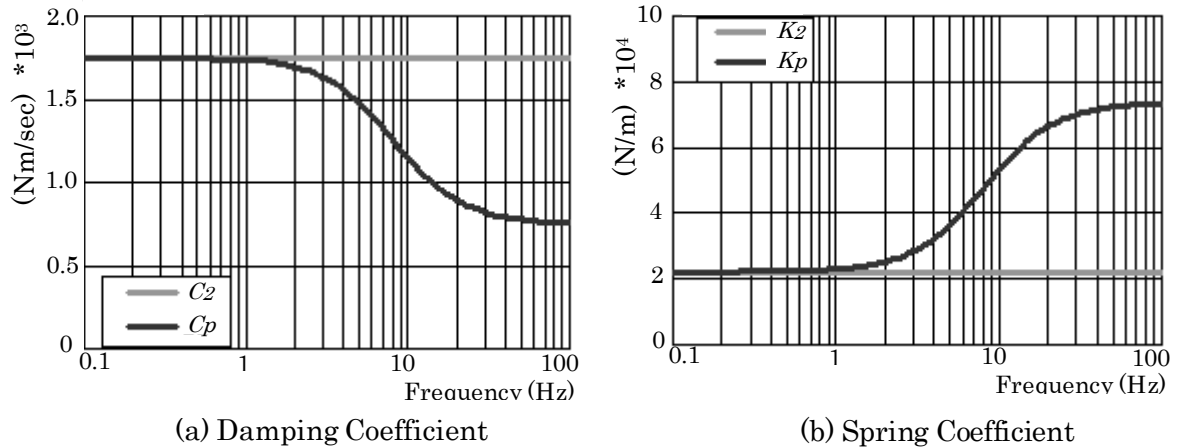 2.0
1.5
1.0
0.5
0
(Nm/sec) *10³
C2
Cp
0.1 1 10 100
Frequency (Hz)
(a) Damping Coefficient
10
8
6
4
2
0
(N/m) *10⁴
K2
Kp
0.1 1 10 100
Frequency (Hz)
(b) Spring Coefficient